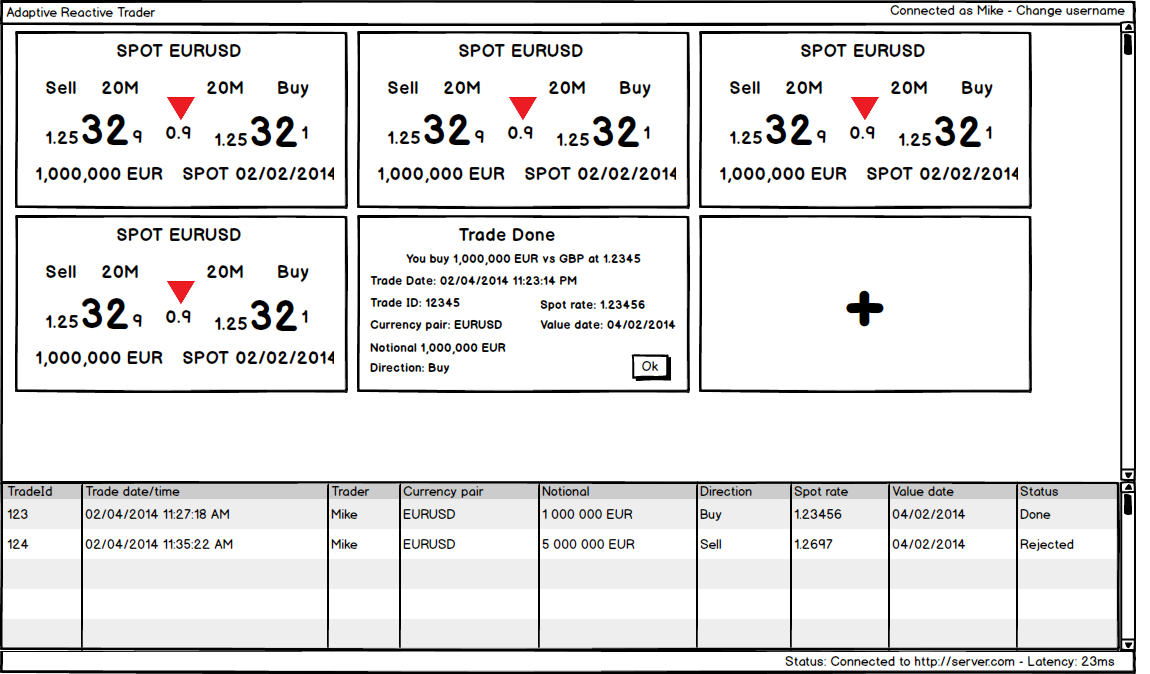 Adaptive Reactive Trader
Connected as Mike - Change username
SPOT EURUSD
Sell 20M 20M Buy
1.25 32 9 0.9 1.25 32 1
1,000,000 EUR SPOT 02/02/2014
SPOT EURUSD
Sell 20M 20M Buy
1.25 32 9 0.9 1.25 32 1
1,000,000 EUR SPOT 02/02/2014
SPOT EURUSD
Sell 20M 20M Buy
1.25 32 9 0.9 1.25 32 1
1,000,000 EUR SPOT 02/02/2014
SPOT EURUSD
Sell 20M 20M Buy
1.25 32 9 0.9 1.25 32 1
1,000,000 EUR SPOT 02/02/2014
Trade Done
You buy 1,000,000 EUR vs GBP at 1.2345
Trade Date: 02/04/2014 11:23:14 PM
Trade ID: 12345 Spot rate: 1.23456
Currency pair: EURUSD Value date: 04/02/2014
Notional 1,000,000 EUR
Direction: Buy
Ok
+
TradeId Trade date/time Trader Currency pair Notional Direction Spot rate Value date Status
123 02/04/2014 11:27:18 AM Mike EURUSD 1 000 000 EUR Buy 1.23456 04/02/2014 Done
124 02/04/2014 11:35:22 AM Mike EURUSD 5 000 000 EUR Sell 1.2697 04/02/2014 Rejected
Status: Connected to http://server.com - Latency: 23ms